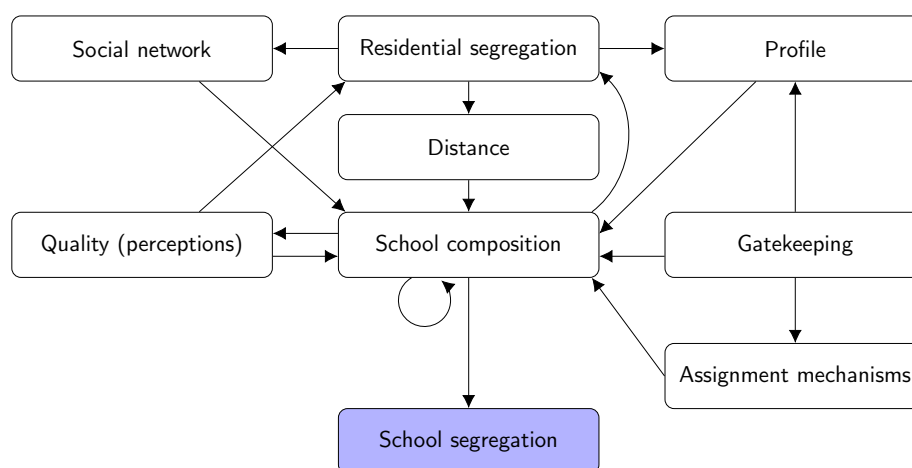 Social network
Residential segregation
Profile
Distance
Quality (perceptions)
School composition
Gatekeeping
Assignment mechanisms
School segregation